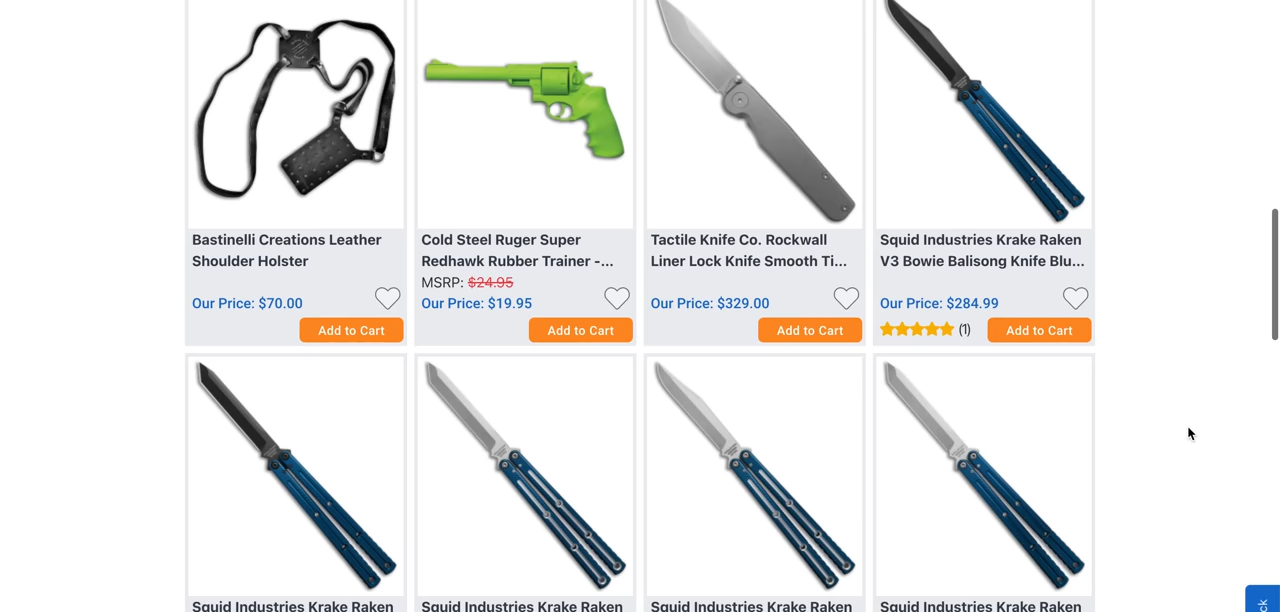 Bastinelli Creations Leather
Shoulder Holster
Our Price: $70.00
Add to Cart
Cold Steel Ruger Super
Redhawk Rubber Trainer -...
MSRP: $24.95
Our Price: $19.95
Add to Cart
Tactile Knife Co. Rockwall
Liner Lock Knife Smooth Ti...
Our Price: $329.00
Add to Cart
Squid Industries Krake Raken
V3 Bowie Balisong Knife Blu...
Our Price: $284.99
(1)
Add to Cart
Squid Industries Krake Raken
Squid Industries Krake Raken
Squid Industries Krake Raken
Squid Industries Krake Raken